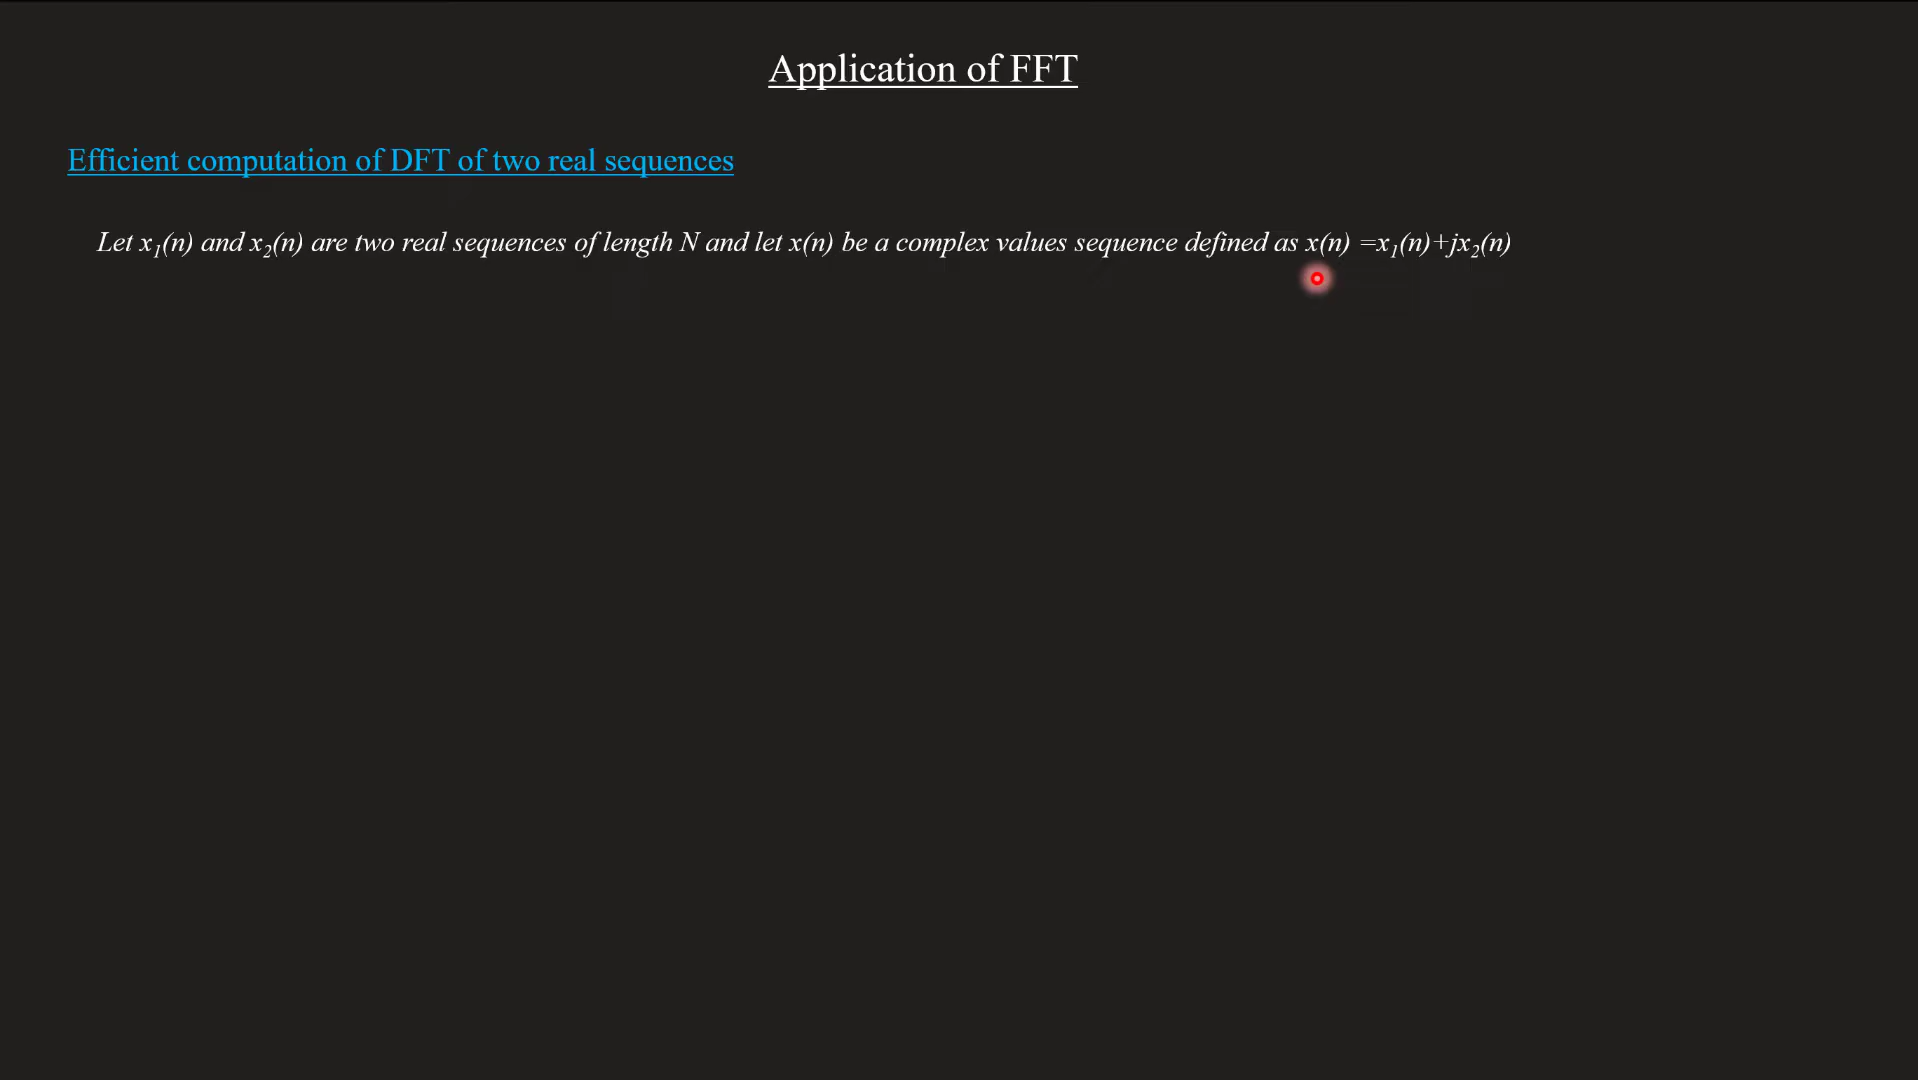 Application of FFT
Efficient computation of DFT of two real sequences
Let x₁(n) and x₂(n) are two real sequences of length N and let x(n) be a complex values sequence defined as x(n) =x₁(n)+jx₂(n)